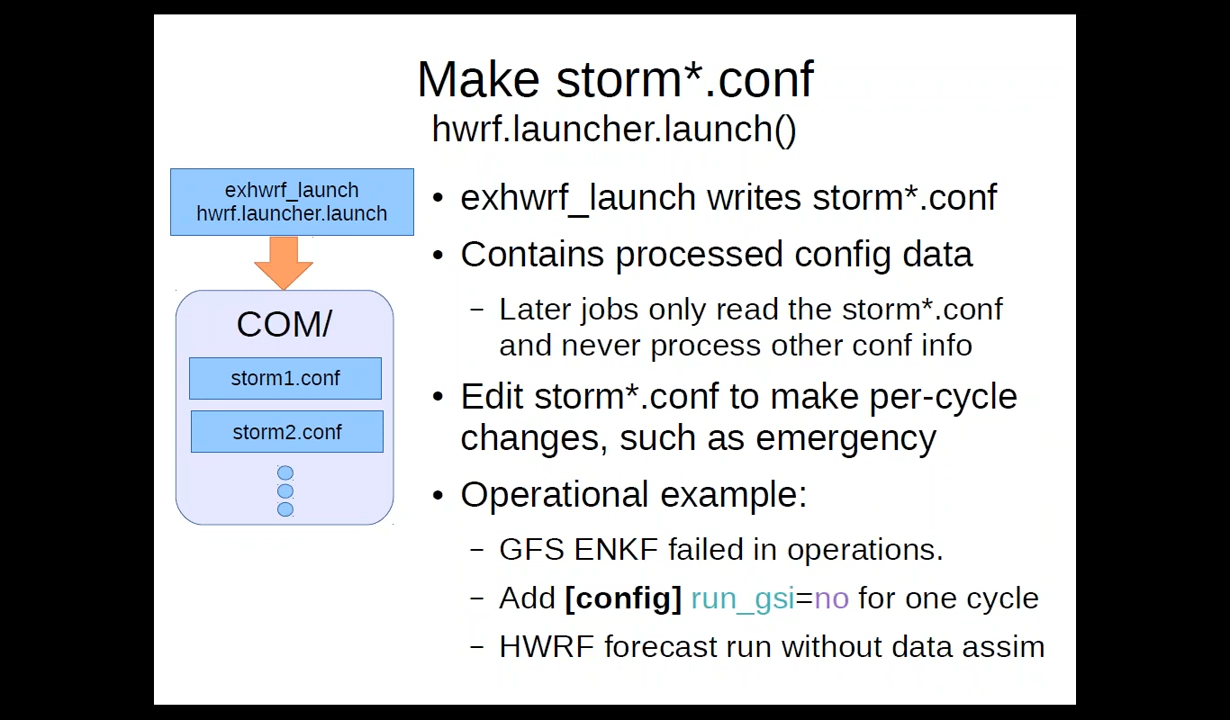 Make storm*.conf
hwrf.launcher.launch()
exhwrf_launch
hwrf.launcher.launch
COM/
storm1.conf
storm2.conf
• exhwrf_launch writes storm*.conf
• Contains processed config data
– Later jobs only read the storm*.conf
and never process other conf info
• Edit storm*.conf to make per-cycle
changes, such as emergency
• Operational example:
– GFS ENKF failed in operations.
– Add [config] run_gsi=no for one cycle
– HWRF forecast run without data assim